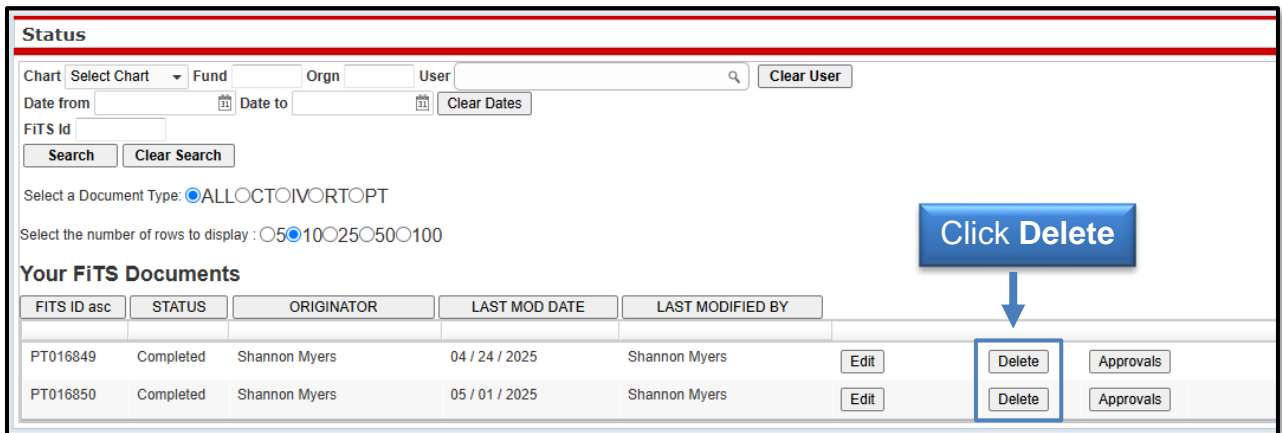 Status
Chart Select Chart Fund Orgn User Clear User
Date from 31 Date to 31 Clear Dates
FiTS Id
Search Clear Search
Select a Document Type: ALL CT IV RT PT
Select the number of rows to display : 5 10 25 50 100
Click Delete
Your FiTS Documents
FITS ID asc STATUS ORIGINATOR LAST MOD DATE LAST MODIFIED BY
PT016849 Completed Shannon Myers 04 / 24 / 2025 Shannon Myers Edit Delete Approvals
PT016850 Completed Shannon Myers 05 / 01 / 2025 Shannon Myers Edit Delete Approvals